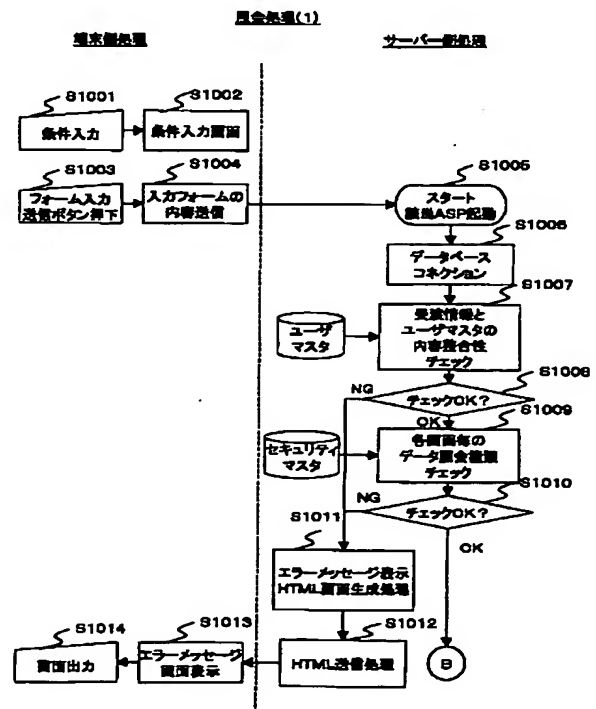 照会処理(1)
端末側処理
サーバー側処理
S1001
S1002
条件入力
条件入力画面
S1003
S1004
フォーム入力
送信ボタン押下
入力フォームの
内容送信
S1005
スタート
該当ASP起動
S1006
データベース
コネクション
S1007
受渡情報と
ユーザマスタの
内容整合性
チェック
ユーザ
マスタ
S1008
チェックOK?
NG
OK
S1009
各画面毎の
データ照会権限
チェック
セキュリティ
マスタ
S1010
チェックOK?
NG
OK
S1011
エラーメッセージ表示
HTML画面生成処理
S1012
HTML送信処理
B
S1013
エラーメッセージ
画面表示
S1014
画面出力